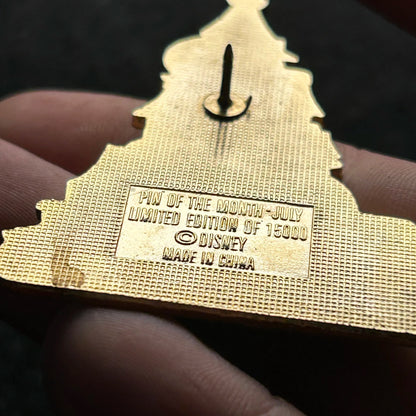 PIN OF THE MONTH-JULY
LIMITED EDITION OF 15000
© DISNEY
MADE IN CHINA